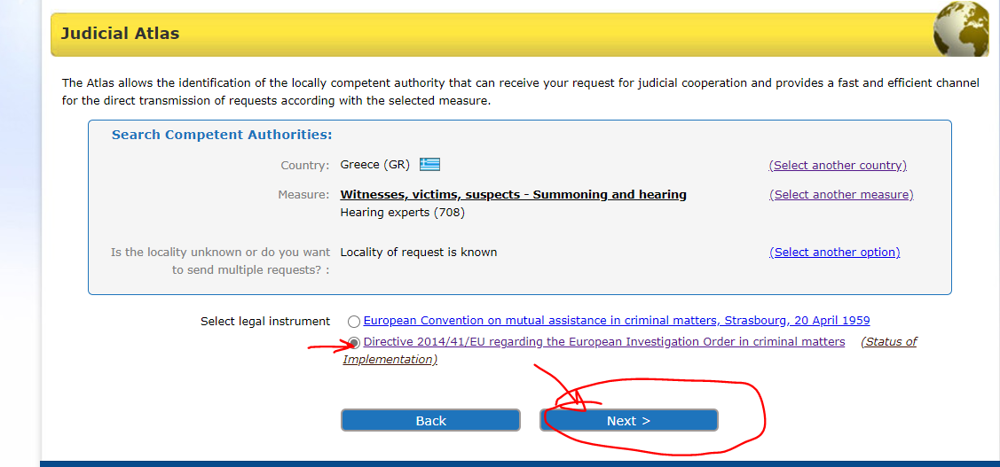 Judicial Atlas
The Atlas allows the identification of the locally competent authority that can receive your request for judicial cooperation and provides a fast and efficient channel
for the direct transmission of requests according with the selected measure.
Search Competent Authorities:
Country: Greece (GR) (Select another country)
Measure: Witnesses, victims, suspects - Summoning and hearing (Select another measure)
Hearing experts (708)
Is the locality unknown or do you want Locality of request is known (Select another option)
to send multiple requests? :
Select legal instrument European Convention on mutual assistance in criminal matters, Strasbourg, 20 April 1959
Directive 2014/41/EU regarding the European Investigation Order in criminal matters (Status of
Implementation)
Back Next >